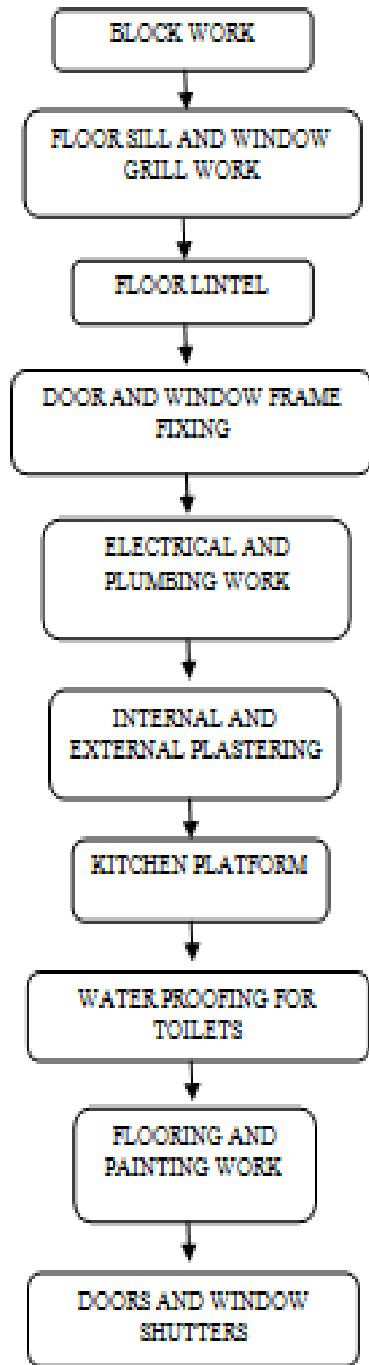 BLOCK WORK
FLOOR SILL AND WINDOW
GRILL WORK
FLOOR LINTEL
DOOR AND WINDOW FRAME
FIXING
ELECTRICAL AND
PLUMBING WORK
INTERNAL AND
EXTERNAL PLASTERING
KITCHEN PLATFORM
WATER PROOFING FOR
TOILETS
FLOORING AND
PAINTING WORK
DOORS AND WINDOW
SHUTTERS